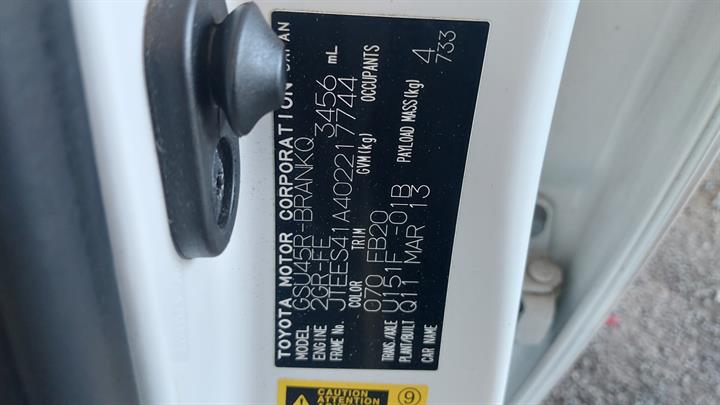 TOYOTA MOTOR CORPORATION JAPAN
MODEL GSU45R-BRANKQ
ENGINE 2GR-FE 3456 mL
FRAME No. JTEES41A402217744
COLOR TRIM GVM(kg) OCCUPANTS 4
070 FB20 733
TRANS./AXLE U151F -01B PAYLOAD MASS(kg)
PLANT/BUILT Q11 MAR 13
CAR NAME
CAUTION
ATTENTION
9